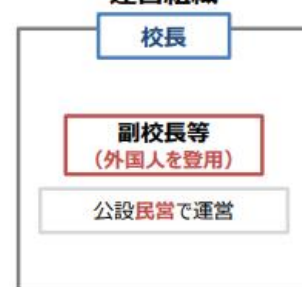 校長
副校長等
（外国人を登用）
公設民営で運営